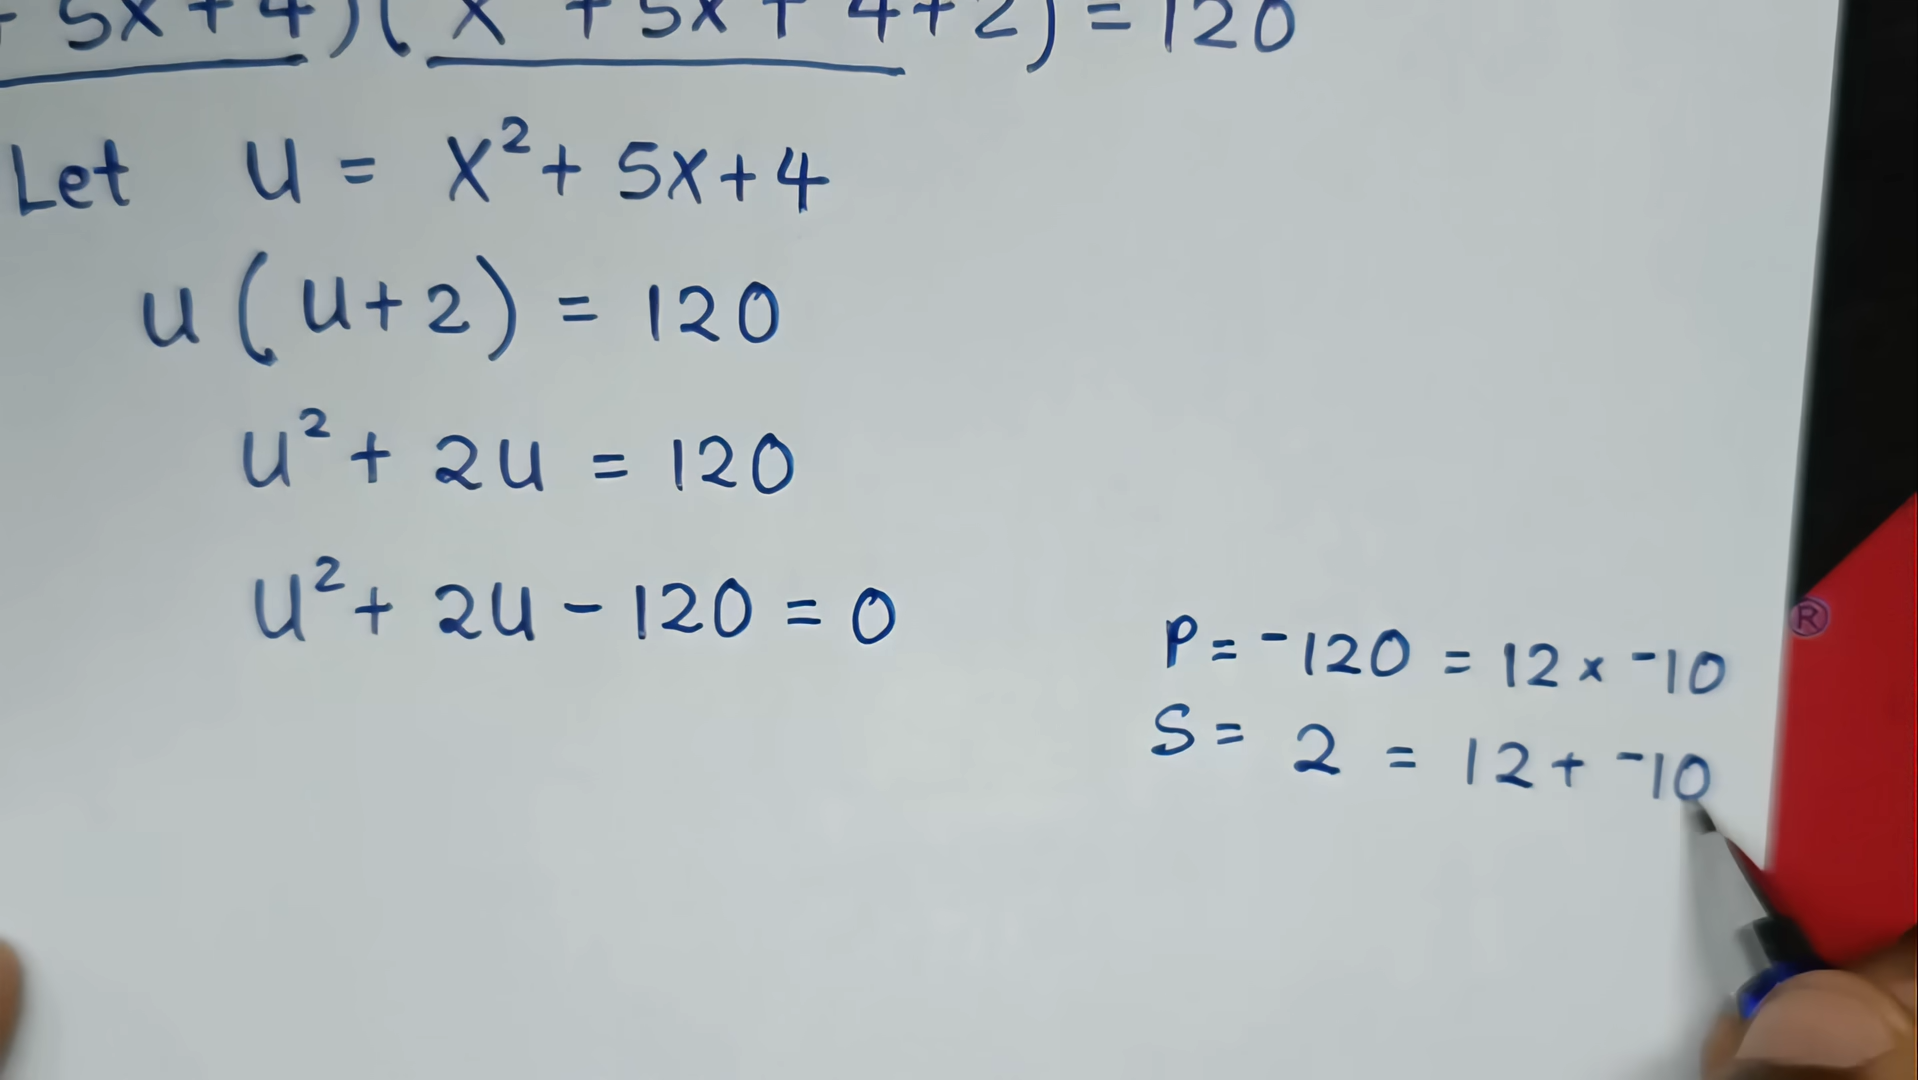 + 5x + 4)(x + 5x + 4 + 2) = 120
Let u = x² + 5x + 4
u(u + 2) = 120
u² + 2u = 120
u² + 2u - 120 = 0
P = -120 = 12 × -10
S = 2 = 12 + -10
®